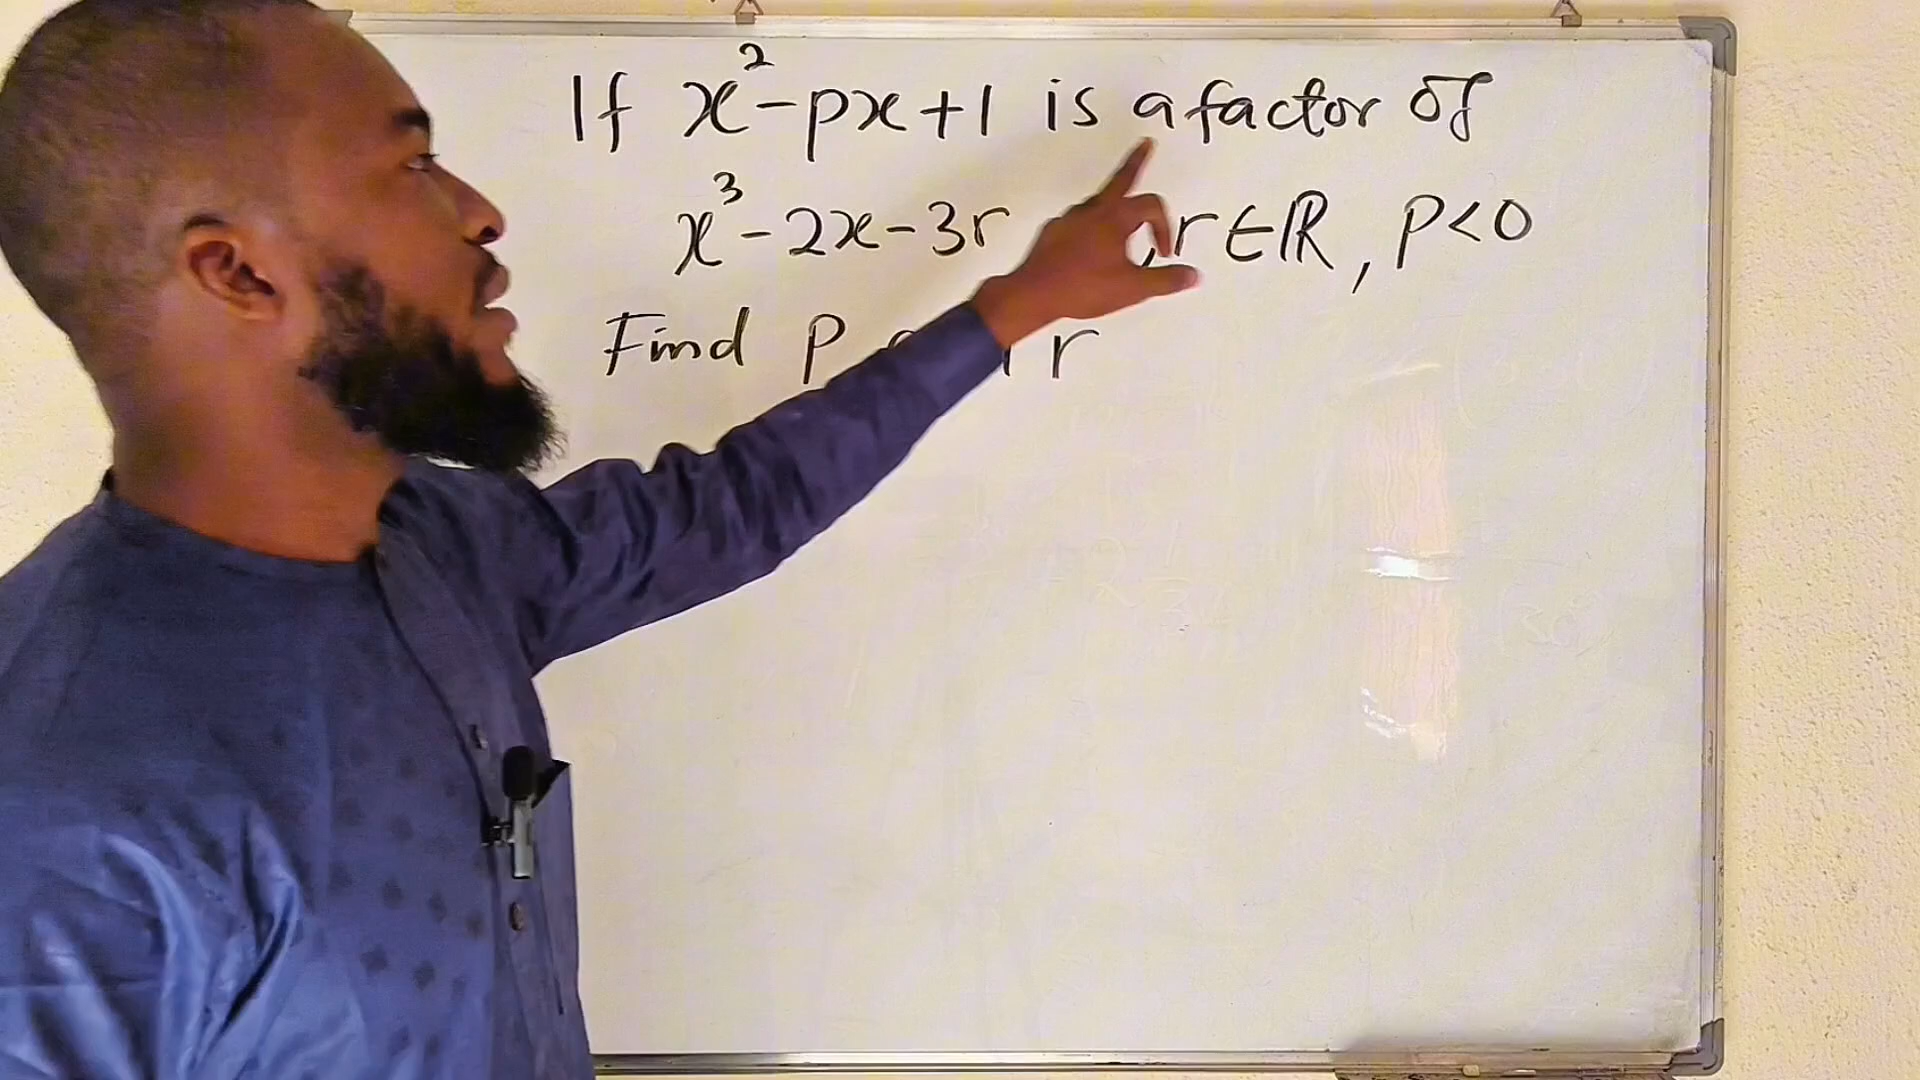 If x²-px+1 is a factor of
x³-2x-3r , r∈ℝ, p<0
Find p r